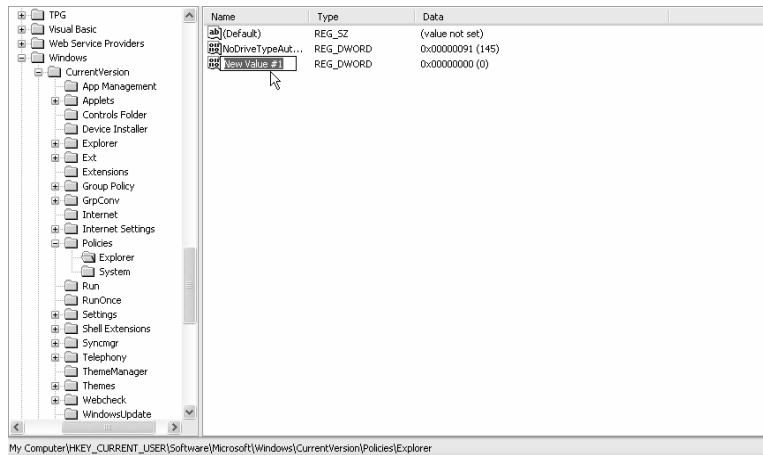 TPG
Visual Basic
Web Service Providers
Windows
CurrentVersion
App Management
Applets
Controls Folder
Device Installer
Explorer
Ext
Extensions
Group Policy
GrpConv
Internet
Internet Settings
Policies
Explorer
System
Run
RunOnce
Settings
Shell Extensions
Syncmgr
Telephony
ThemeManager
Themes
Webcheck
WindowsUpdate
Name Type Data
(Default) REG_SZ (value not set)
NoDriveTypeAut... REG_DWORD 0x00000091 (145)
New Value #1 REG_DWORD 0x00000000 (0)
My Computer\HKEY_CURRENT_USER\Software\Microsoft\Windows\CurrentVersion\Policies\Explorer